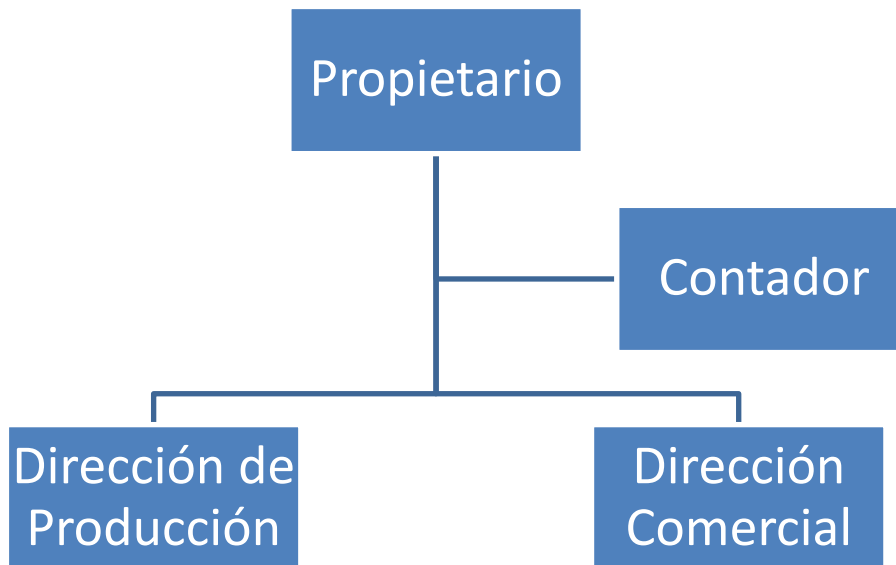 Propietario
Contador
Dirección de
Producción
Dirección
Comercial